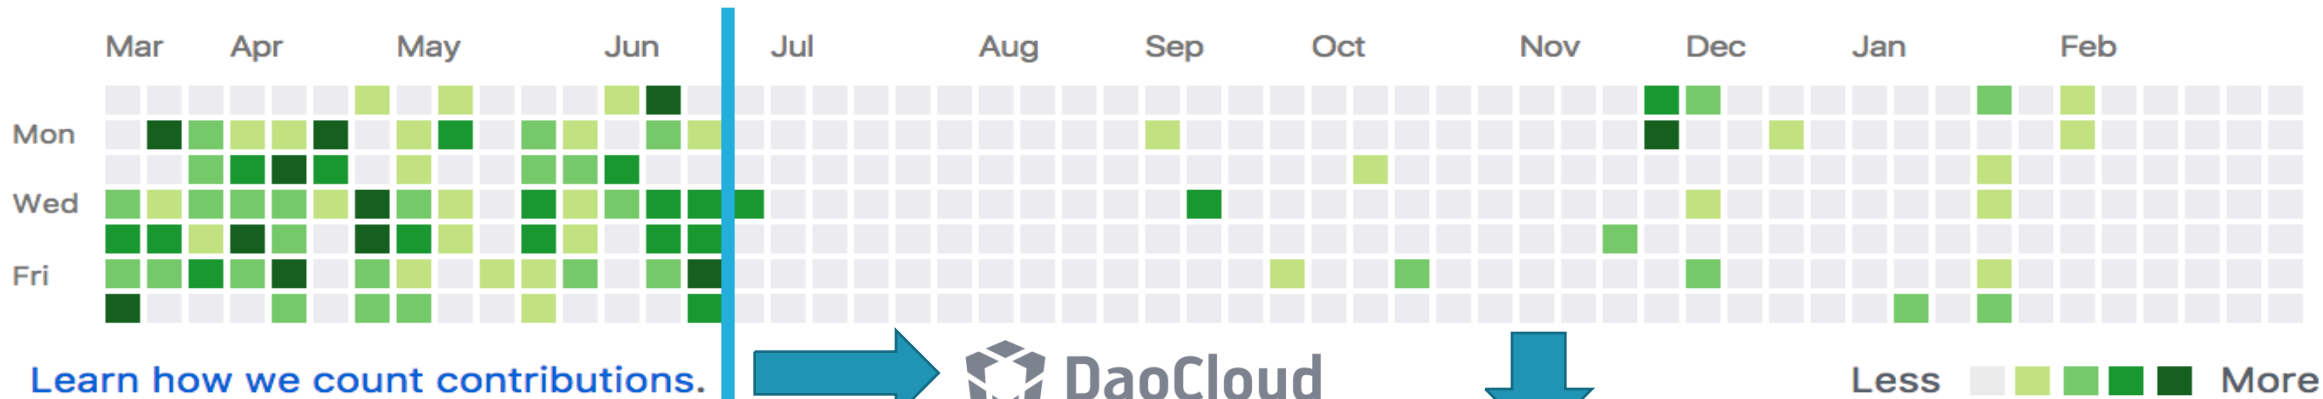 Mar Apr May Jun Jul Aug Sep Oct Nov Dec Jan Feb
Mon
Wed
Fri
Learn how we count contributions.
DaoCloud
Less More